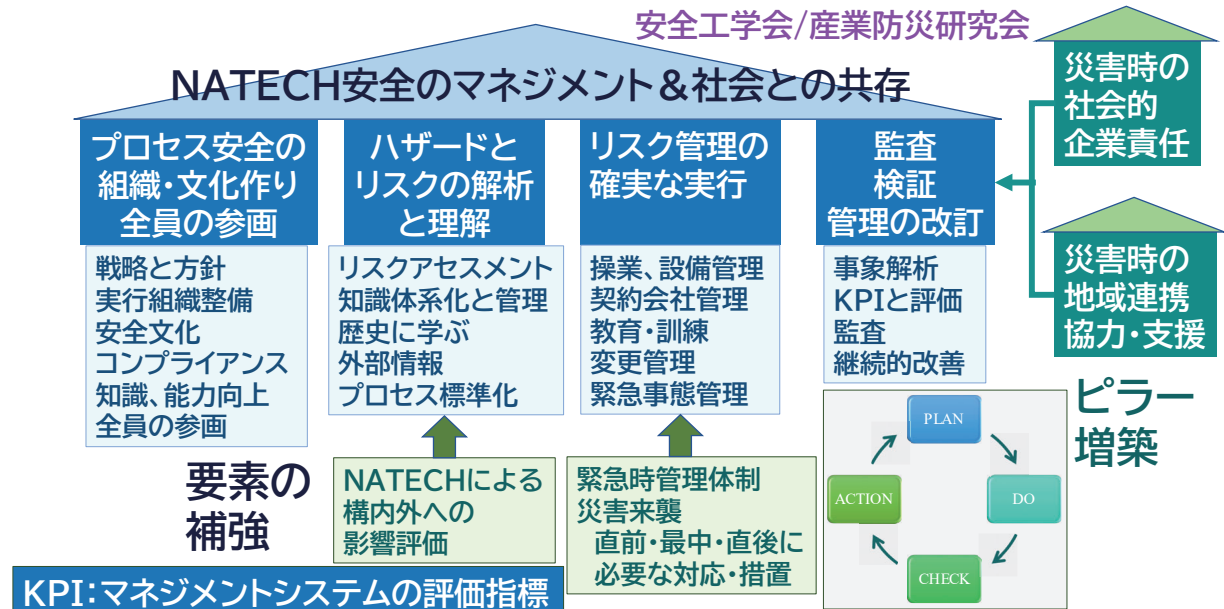 安全工学会/産業防災研究会
NATECH安全のマネジメント&社会との共存
プロセス安全の
組織・文化作り
全員の参画
戦略と方針
実行組織整備
安全文化
コンプライアンス
知識、能力向上
全員の参画
ハザードと
リスクの解析
と理解
リスクアセスメント
知識体系化と管理
歴史に学ぶ
外部情報
プロセス標準化
リスク管理の
確実な実行
操業、設備管理
契約会社管理
教育・訓練
変更管理
緊急事態管理
監査
検証
管理の改訂
事象解析
KPIと評価
監査
継続的改善
災害時の
社会的
企業責任
災害時の
地域連携
協力・支援
ピラー
増築
要素の
補強
NATECHによる
構内外への
影響評価
緊急時管理体制
災害来襲
直前・最中・直後に
必要な対応・措置
PLAN
DO
CHECK
ACTION
KPI:マネジメントシステムの評価指標